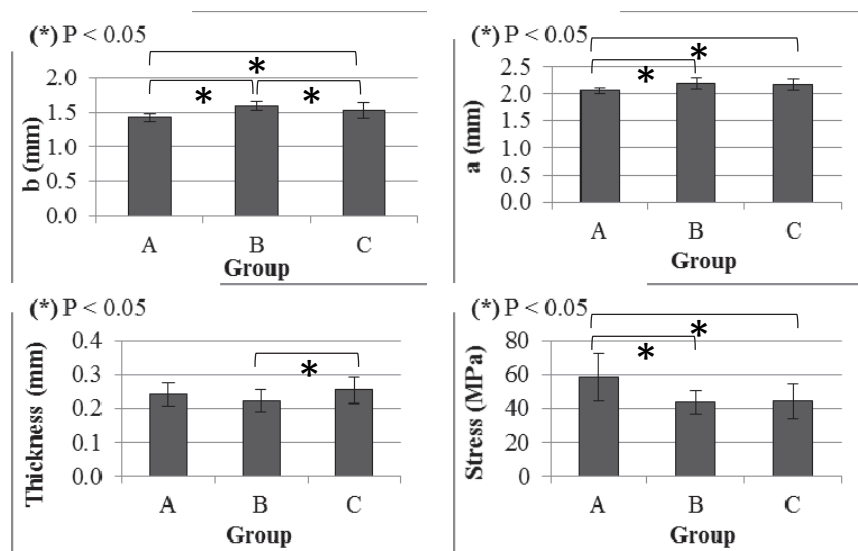 (*) P < 0.05
*
* *
2.0
1.5
1.0
0.5
0.0
b (mm)
A B C
Group
(*) P < 0.05
*
*
2.5
2.0
1.5
1.0
0.5
0.0
a (mm)
A B C
Group
(*) P < 0.05
*
0.4
0.3
0.2
0.1
0.0
Thickness (mm)
A B C
Group
(*) P < 0.05
*
*
80
60
40
20
0
Stress (MPa)
A B C
Group